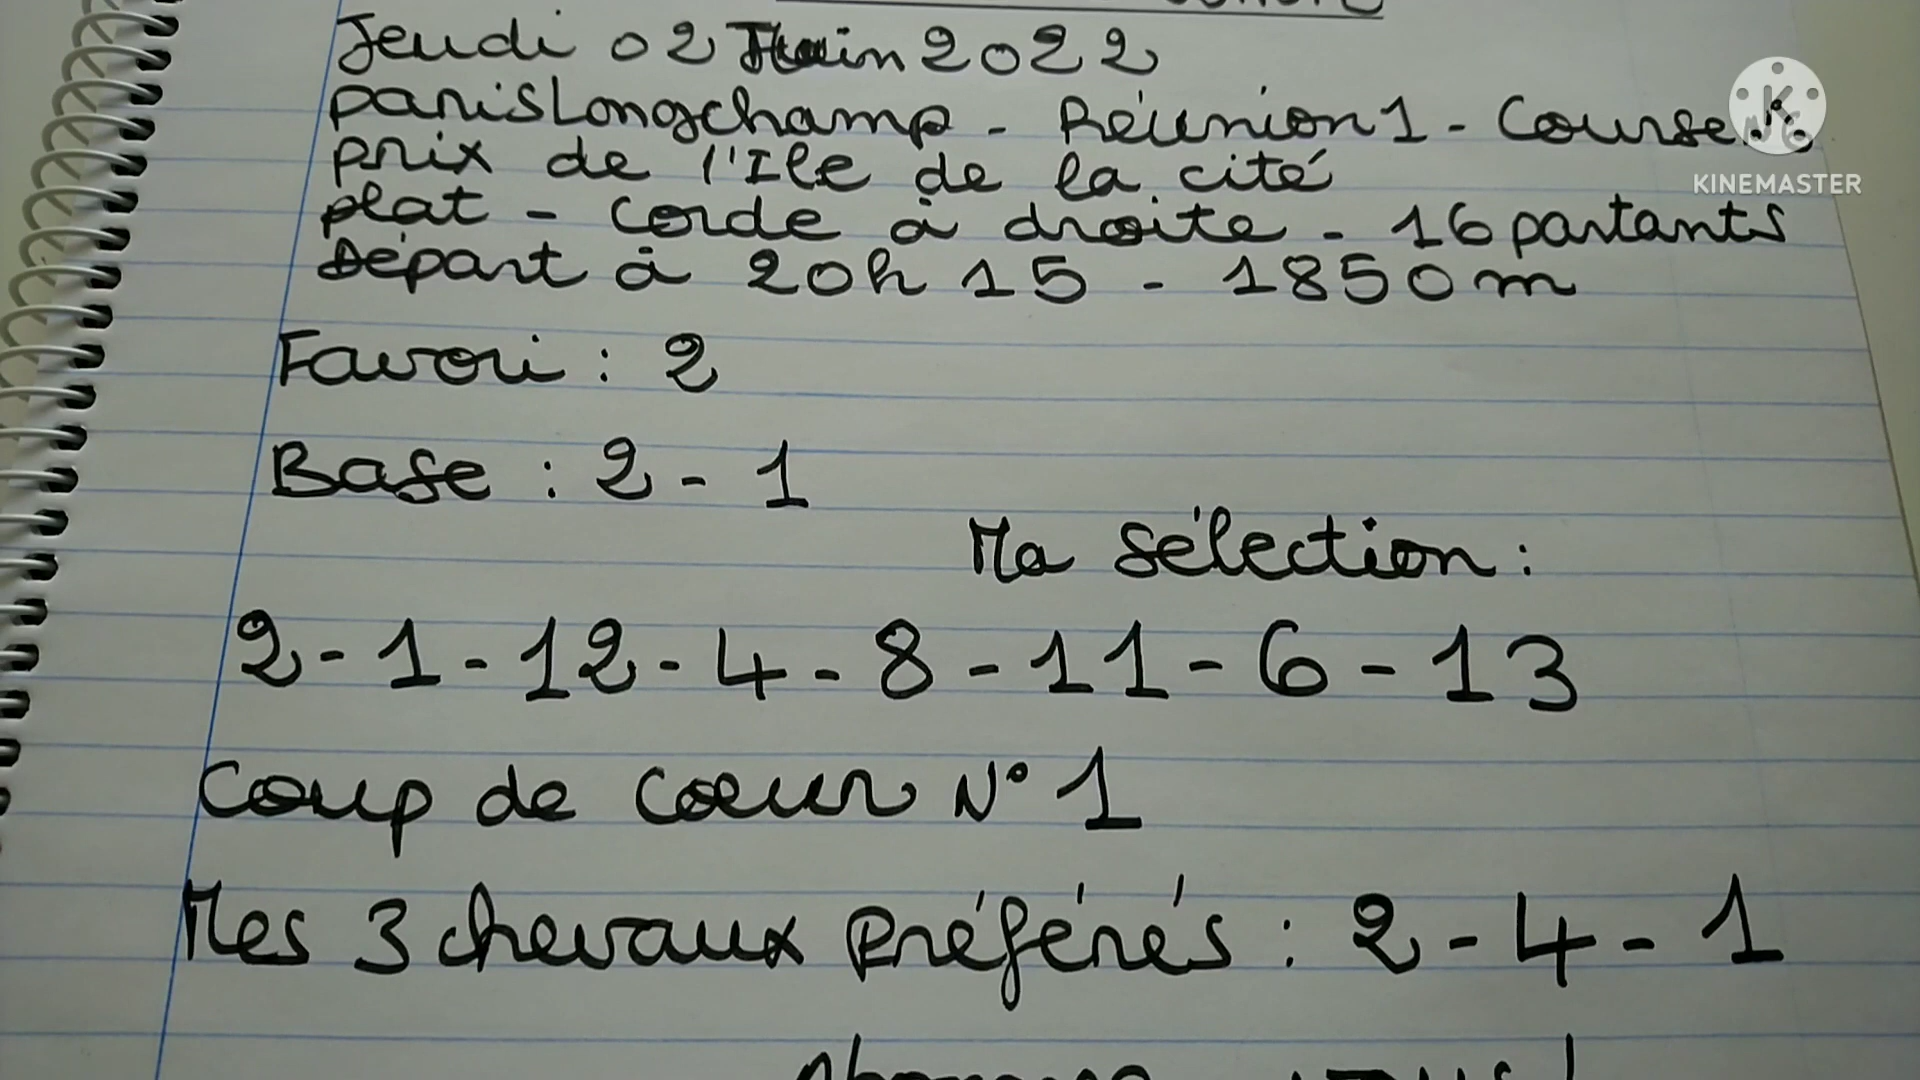 Jeudi 02 Juin 2022
parisLongchamp - Réunion 1 - Course
prix de l'Ile de la cité
plat - corde à droite - 16 partants
Départ à 20h15 - 1850m
Favori : 2
Base : 2 - 1
Ma sélection :
2 - 1 - 12 - 4 - 8 - 11 - 6 - 13
Coup de cœur N° 1
Mes 3 chevaux préférés : 2 - 4 - 1
KINEMASTER